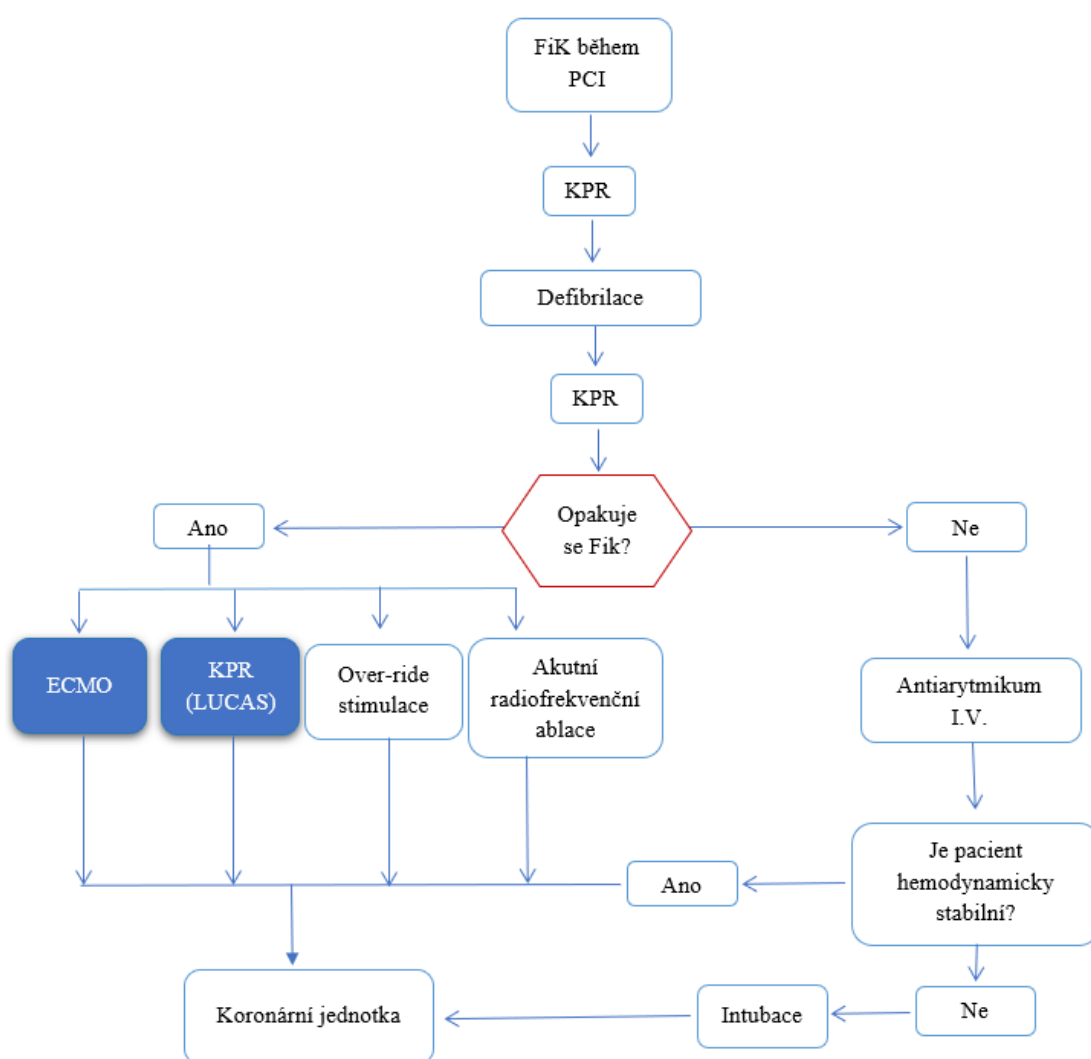 FiK během
PCI
KPR
Defibrilace
KPR
Opakuje
se Fik?
Ano
Ne
ECMO
KPR
(LUCAS)
Over-ride
stimulace
Akutní
radiofrekvenční
ablace
Antiarytmikum
I.V.
Je pacient
hemodynamicky
stabilní?
Ano
Ne
Intubace
Koronární jednotka